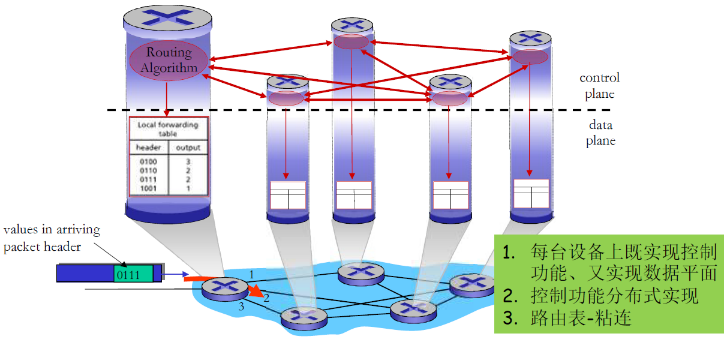 Routing
Algorithm
control
plane
data
plane
Local forwarding
table
header output
0100 3
0110 2
0111 2
1001 1
values in arriving
packet header
0111
1
2
3
1. 每台设备上既实现控制
功能、又实现数据平面
2. 控制功能分布式实现
3. 路由表-粘连